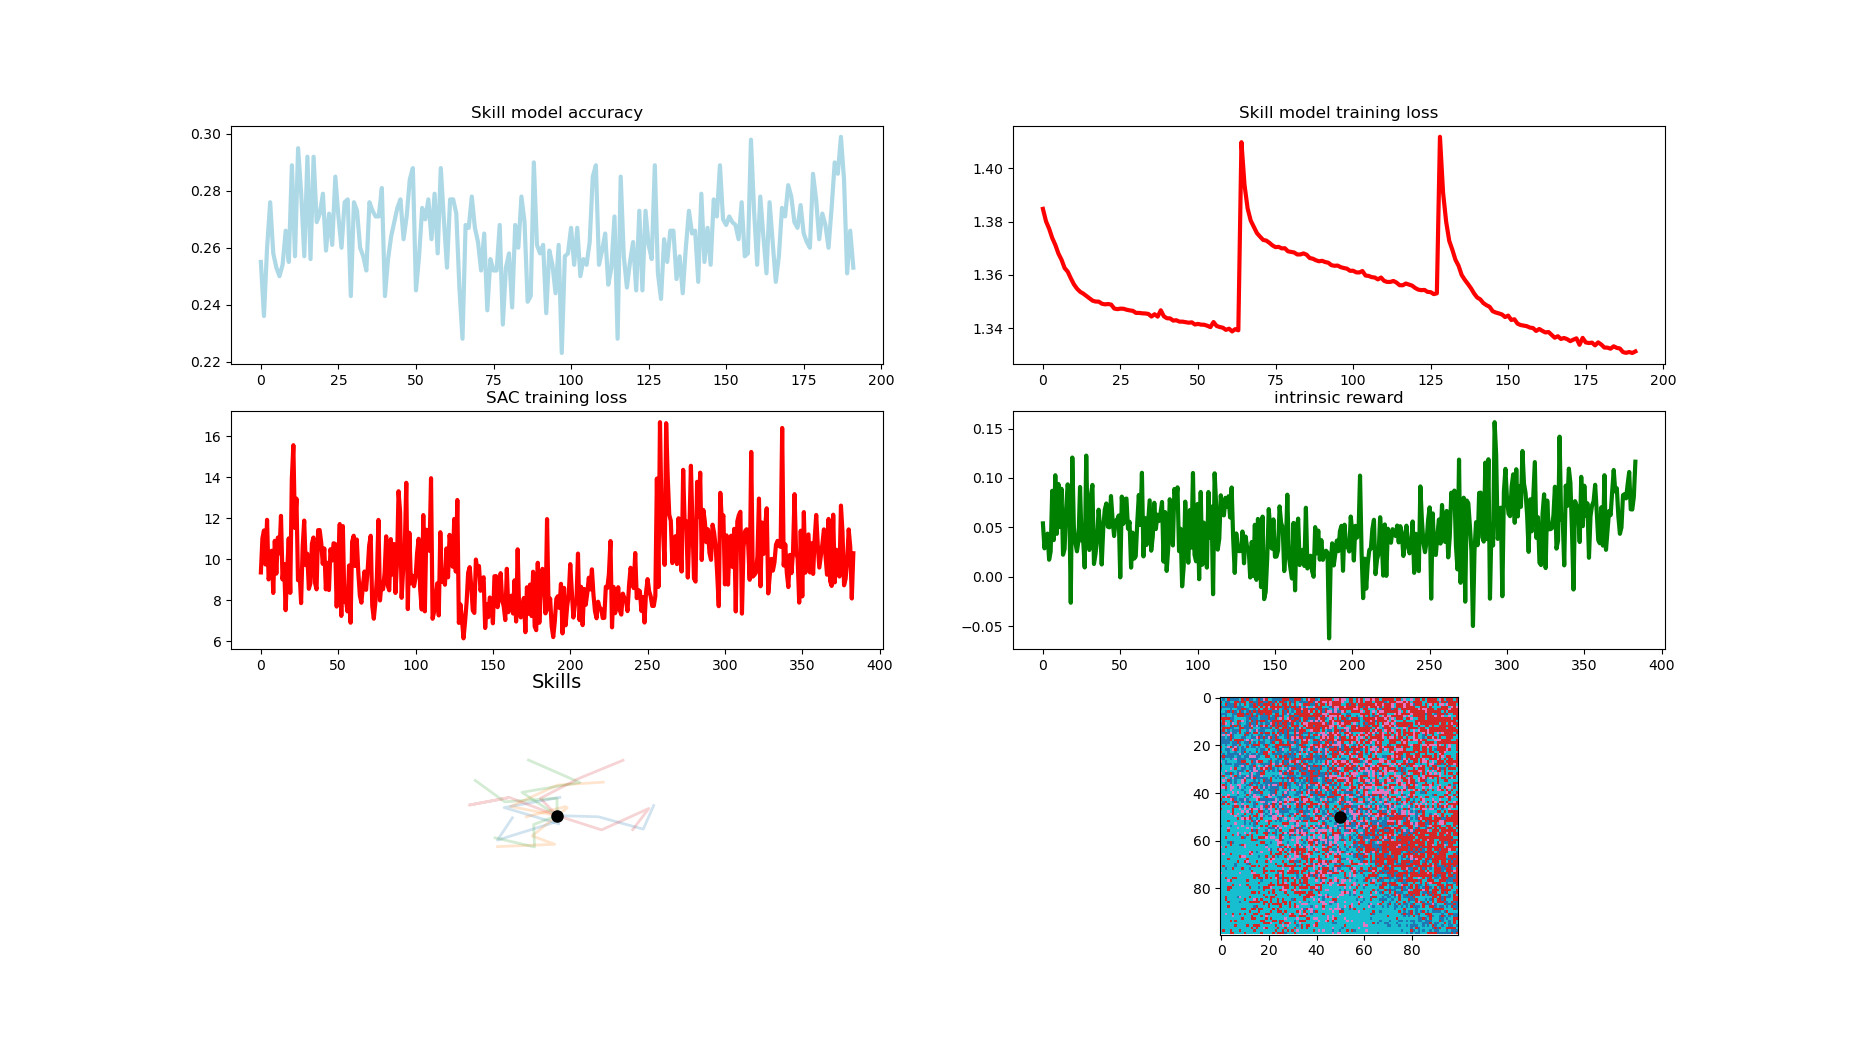 Skill model accuracy
0.30
0.28
0.26
0.24
0.22
0 25 50 75 100 125 150 175 200
Skill model training loss
1.40
1.38
1.36
1.34
0 25 50 75 100 125 150 175 200
SAC training loss
16
14
12
10
8
6
0 50 100 150 200 250 300 350 400
intrinsic reward
0.15
0.10
0.05
0.00
−0.05
0 50 100 150 200 250 300 350 400
Skills
0
20
40
60
80
0 20 40 60 80